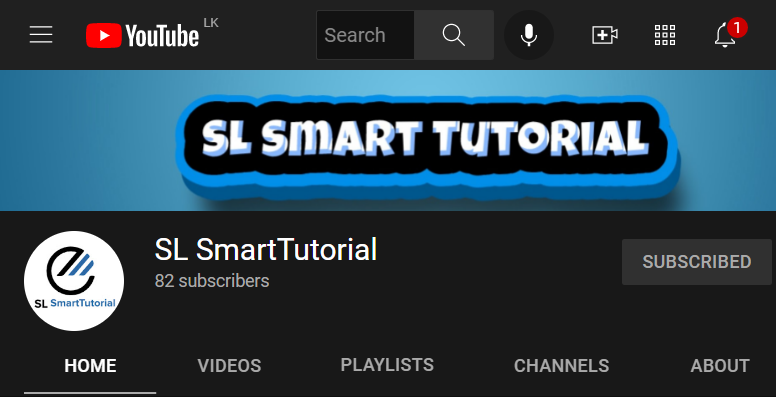 YouTube LK
Search
1
SL SMART TUTORIAL
SL SmartTutorial
SL SmartTutorial
82 subscribers
SUBSCRIBED
HOME VIDEOS PLAYLISTS CHANNELS ABOUT